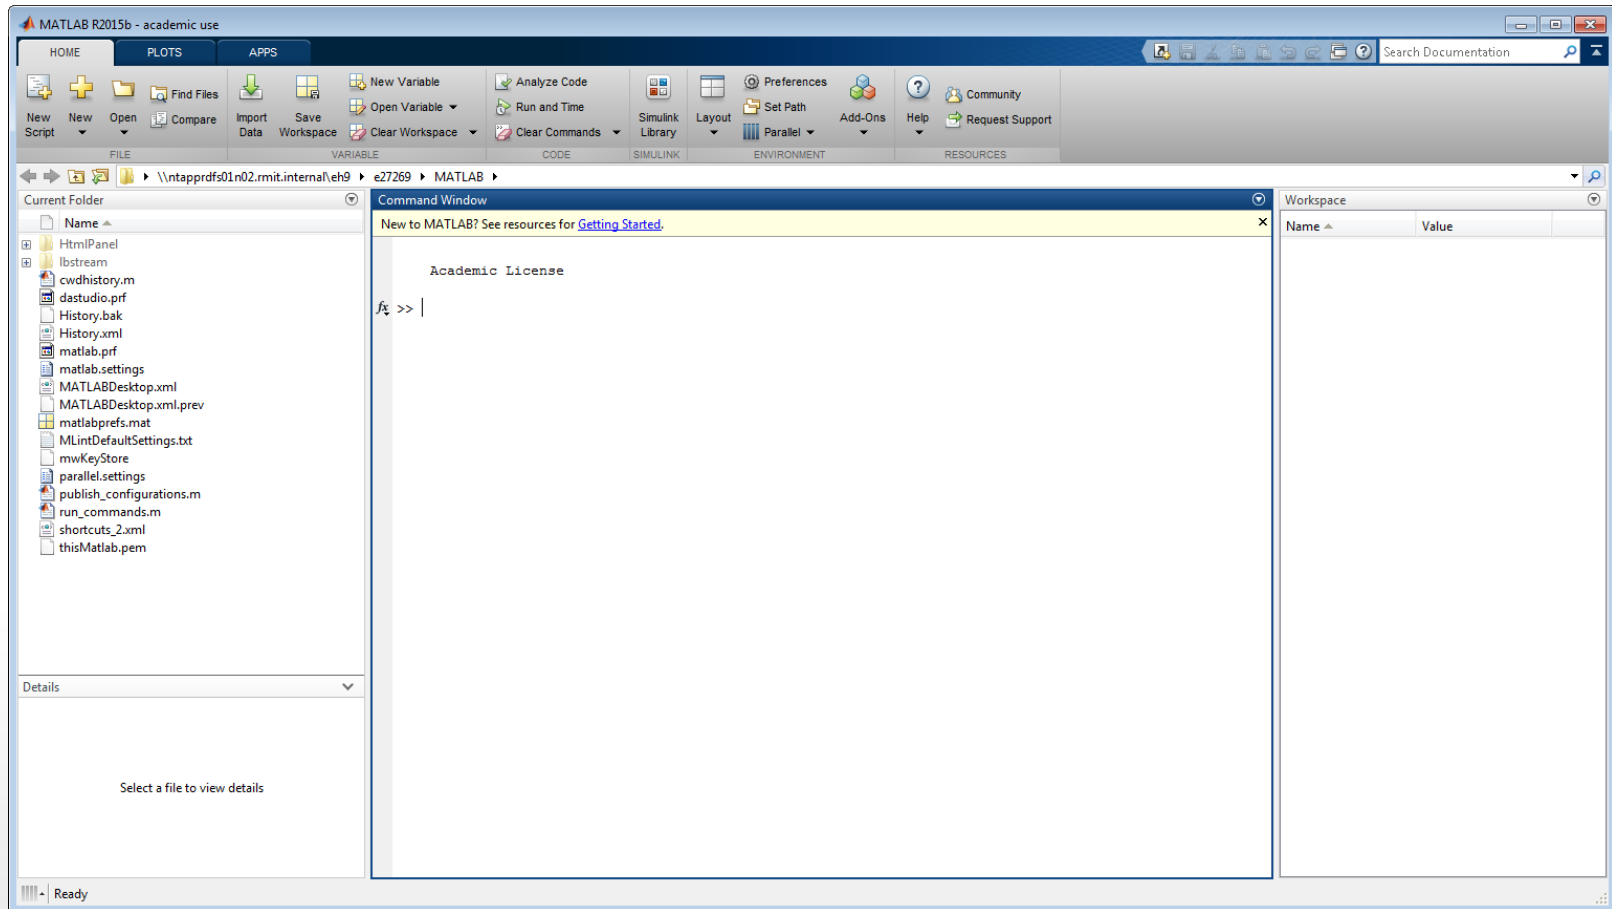 MATLAB R2015b - academic use
HOME PLOTS APPS
Search Documentation
New Script
New
Open
Find Files
Compare
Import Data
Save Workspace
New Variable
Open Variable
Clear Workspace
Analyze Code
Run and Time
Clear Commands
Simulink Library
Layout
Preferences
Set Path
Parallel
Add-Ons
Help
Community
Request Support
FILE VARIABLE CODE SIMULINK ENVIRONMENT RESOURCES
\\ntapprdfs01n02.rmit.internal\eh9 e27269 MATLAB
Current Folder
Name
HtmlPanel
lbstream
cwdhistory.m
dastudio.prf
History.bak
History.xml
matlab.prf
matlab.settings
MATLABDesktop.xml
MATLABDesktop.xml.prev
matlabprefs.mat
MLintDefaultSettings.txt
mwKeyStore
parallel.settings
publish_configurations.m
run_commands.m
shortcuts_2.xml
thisMatlab.pem
Details
Select a file to view details
Command Window
New to MATLAB? See resources for Getting Started.
Academic License
fx >>
Workspace
Name Value
Ready